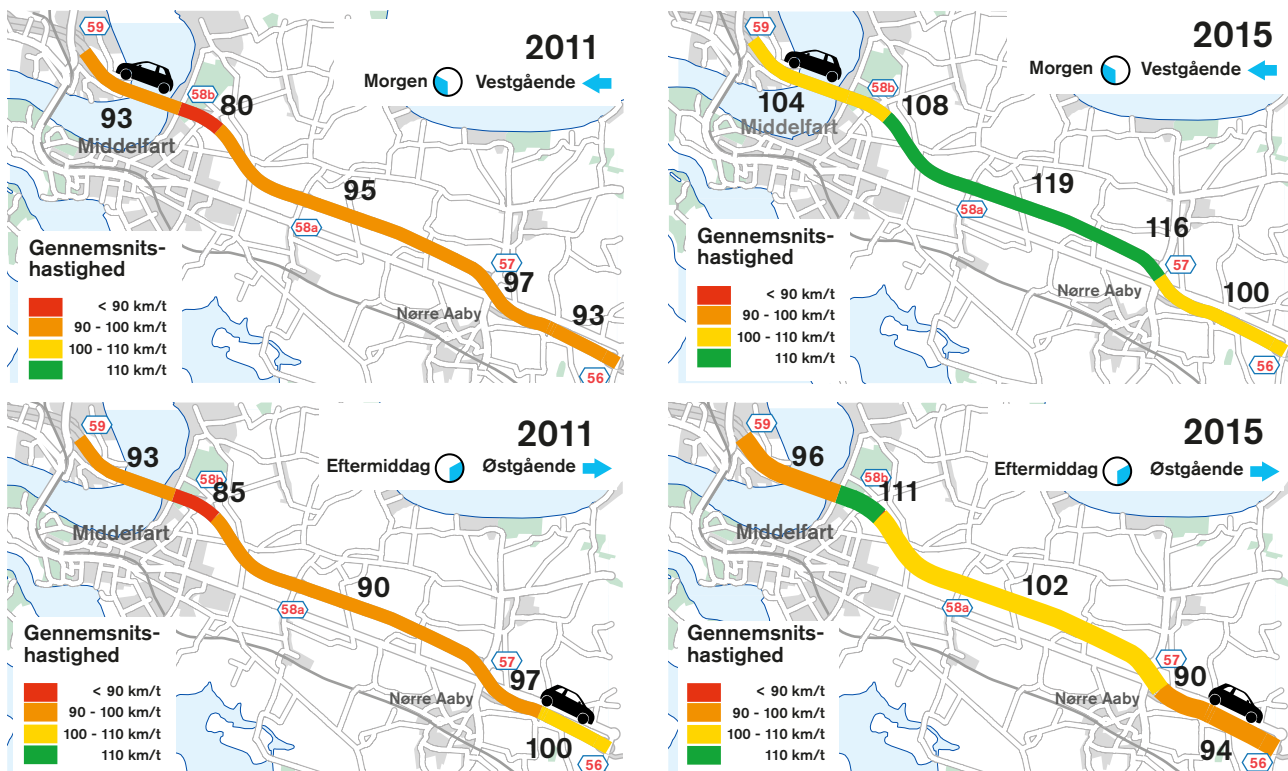 59
2011
Morgen Vestgående
58b
80
93
Middelfart
95
58a
Gennemsnits-
hastighed
57
97
< 90 km/t
Nørre Aaby
93
90 - 100 km/t
100 - 110 km/t
110 km/t
56
59
2015
Morgen Vestgående
58b
104
108
Middelfart
119
58a
116
Gennemsnits-
hastighed
57
< 90 km/t
Nørre Aaby
100
90 - 100 km/t
100 - 110 km/t
110 km/t
56
59
2011
93
Eftermiddag Østgående
58b
85
Middelfart
90
58a
Gennemsnits-
hastighed
57
97
< 90 km/t
Nørre Aaby
90 - 100 km/t
100 - 110 km/t
100
110 km/t
56
59
2015
96
Eftermiddag Østgående
58b
111
Middelfart
102
58a
Gennemsnits-
hastighed
57
90
< 90 km/t
Nørre Aaby
90 - 100 km/t
100 - 110 km/t
94
110 km/t
56